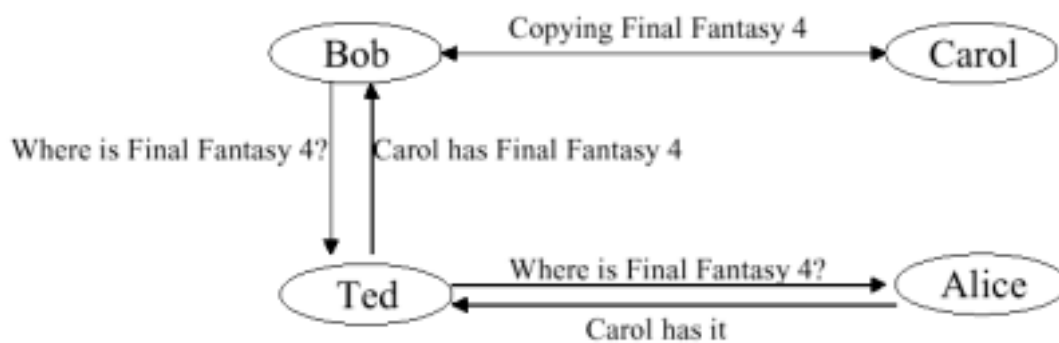 Copying Final Fantasy 4
Bob
Carol
Where is Final Fantasy 4?
Carol has Final Fantasy 4
Where is Final Fantasy 4?
Ted
Alice
Carol has it